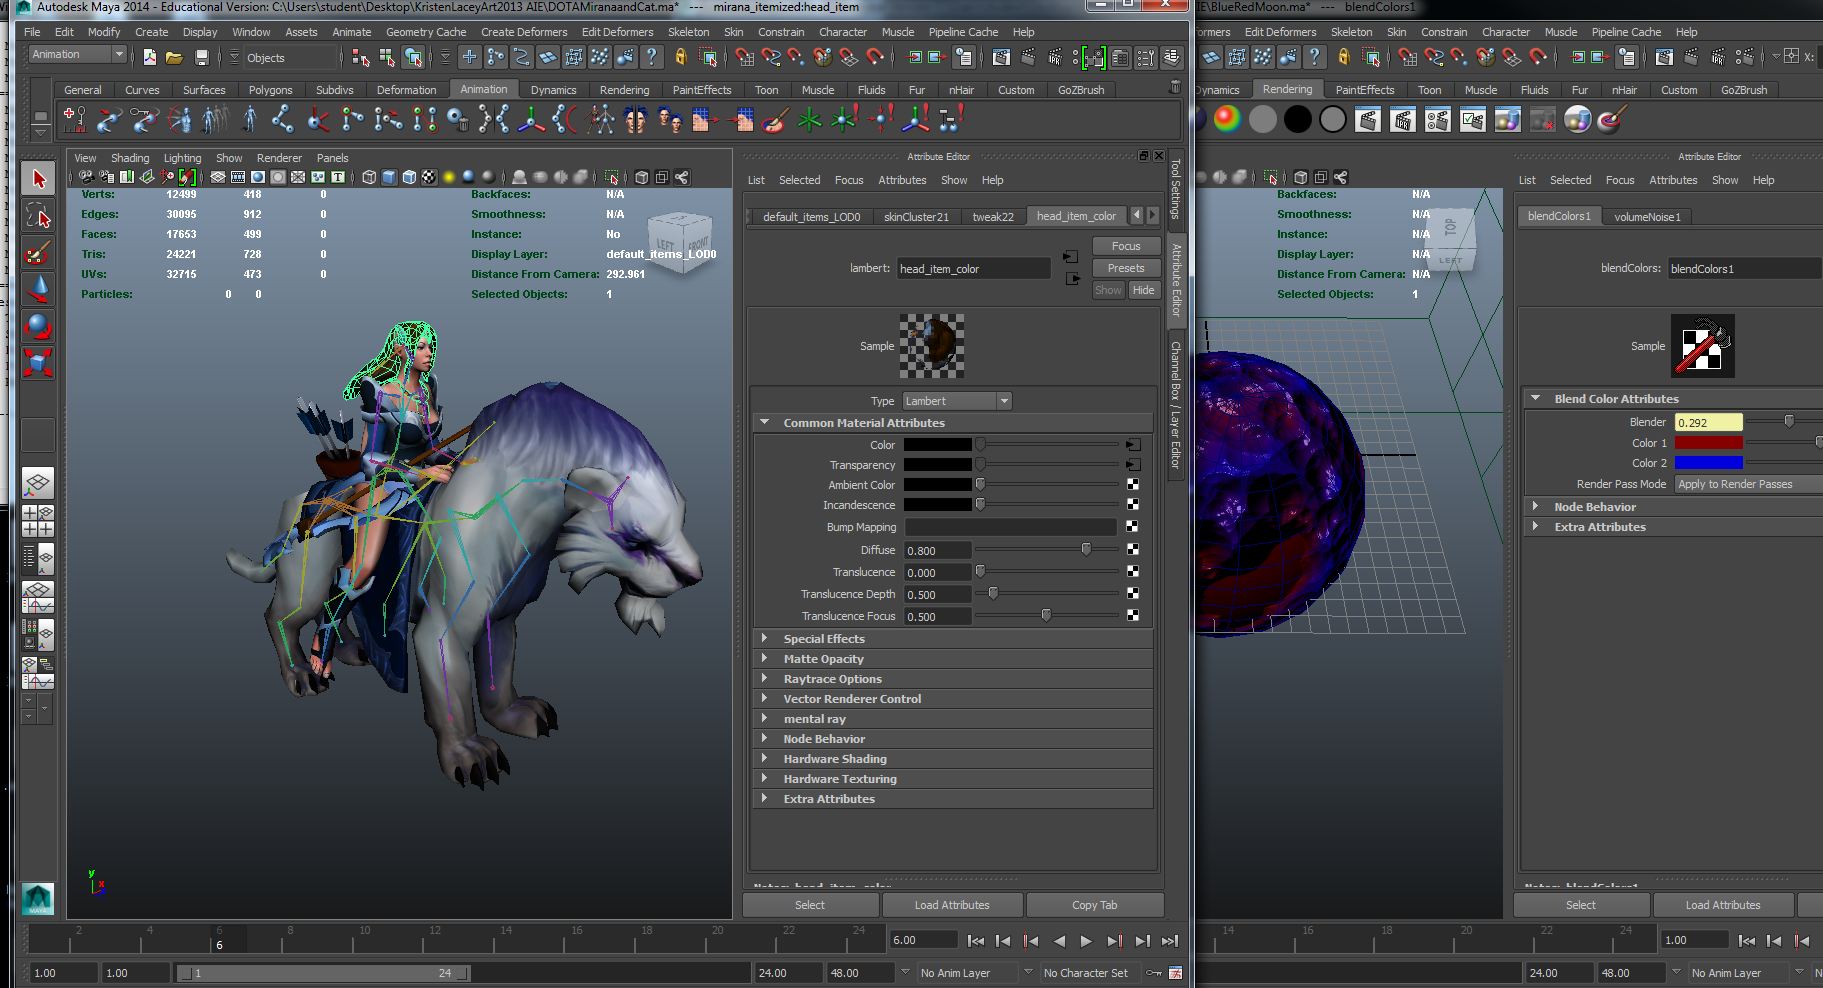 Autodesk Maya 2014 - Educational Version: C:\Users\student\Desktop\KristenLaceyArt2013 AIE\DOTAMiranaandCat.ma* --- mirana_itemized:head_item
File Edit Modify Create Display Window Assets Animate Geometry Cache Create Deformers Edit Deformers Skeleton Skin Constrain Character Muscle Pipeline Cache Help
Animation
Objects
General Curves Surfaces Polygons Subdivs Deformation Animation Dynamics Rendering PaintEffects Toon Muscle Fluids Fur nHair Custom GoZBrush
View Shading Lighting Show Renderer Panels
Verts: 12499 418 0
Edges: 30095 912 0
Faces: 17653 499 0
Tris: 24221 728 0
UVs: 32715 473 0
Particles: 0 0
Backfaces: N/A
Smoothness: N/A
Instance: No
Display Layer: default_items_LOD0
Distance From Camera: 292.961
Selected Objects: 1
LEFT FRONT
y
x
MAYA
Attribute Editor
List Selected Focus Attributes Show Help
default_items_LOD0 skinCluster21 tweak22 head_item_color
lambert: head_item_color
Focus
Presets
Show Hide
Sample
Type Lambert
Common Material Attributes
Color
Transparency
Ambient Color
Incandescence
Bump Mapping
Diffuse 0.800
Translucence 0.000
Translucence Depth 0.500
Translucence Focus 0.500
Special Effects
Matte Opacity
Raytrace Options
Vector Renderer Control
mental ray
Node Behavior
Hardware Shading
Hardware Texturing
Extra Attributes
Notes: head_item_color
Select Load Attributes Copy Tab
Tool Settings
Attribute Editor
Channel Box / Layer Editor
2 4 6 8 10 12 14 16 18 20 22 24
6
6.00
1.00 1.00 1 24 24.00 48.00 No Anim Layer No Character Set
IE\BlueRedMoon.ma* --- blendColors1
formers Edit Deformers Skeleton Skin Constrain Character Muscle Pipeline Cache Help
X:
Dynamics Rendering PaintEffects Toon Muscle Fluids Fur nHair Custom GoZBrush
Backfaces: N/A
Smoothness: N/A
Instance: N/A
Display Layer: N/A
Distance From Camera: N/A
Selected Objects: 1
TOP
LEFT
Attribute Editor
List Selected Focus Attributes Show Help
blendColors1 volumeNoise1
blendColors: blendColors1
Sample
Blend Color Attributes
Blender 0.292
Color 1
Color 2
Render Pass Mode Apply to Render Passes
Node Behavior
Extra Attributes
Notes: blendColors1
Select Load Attributes
14 16 18 20 22 24
1.00
24.00 48.00 No Anim Layer N